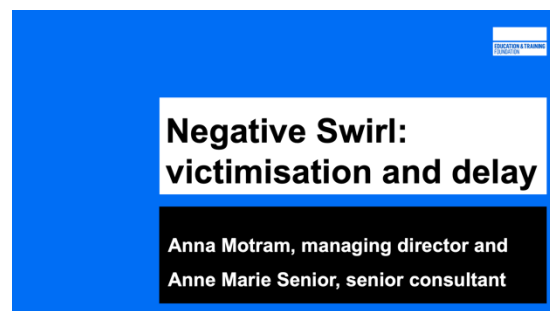 EDUCATION & TRAINING
FOUNDATION
Negative Swirl:
victimisation and delay
Anna Motram, managing director and
Anne Marie Senior, senior consultant